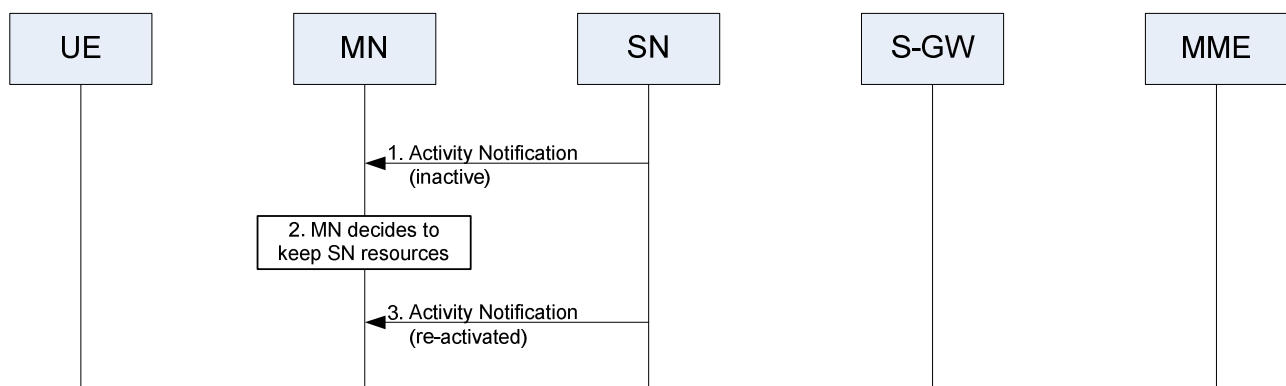 UE
MN
SN
S-GW
MME
1. Activity Notification
(inactive)
2. MN decides to
keep SN resources
3. Activity Notification
(re-activated)